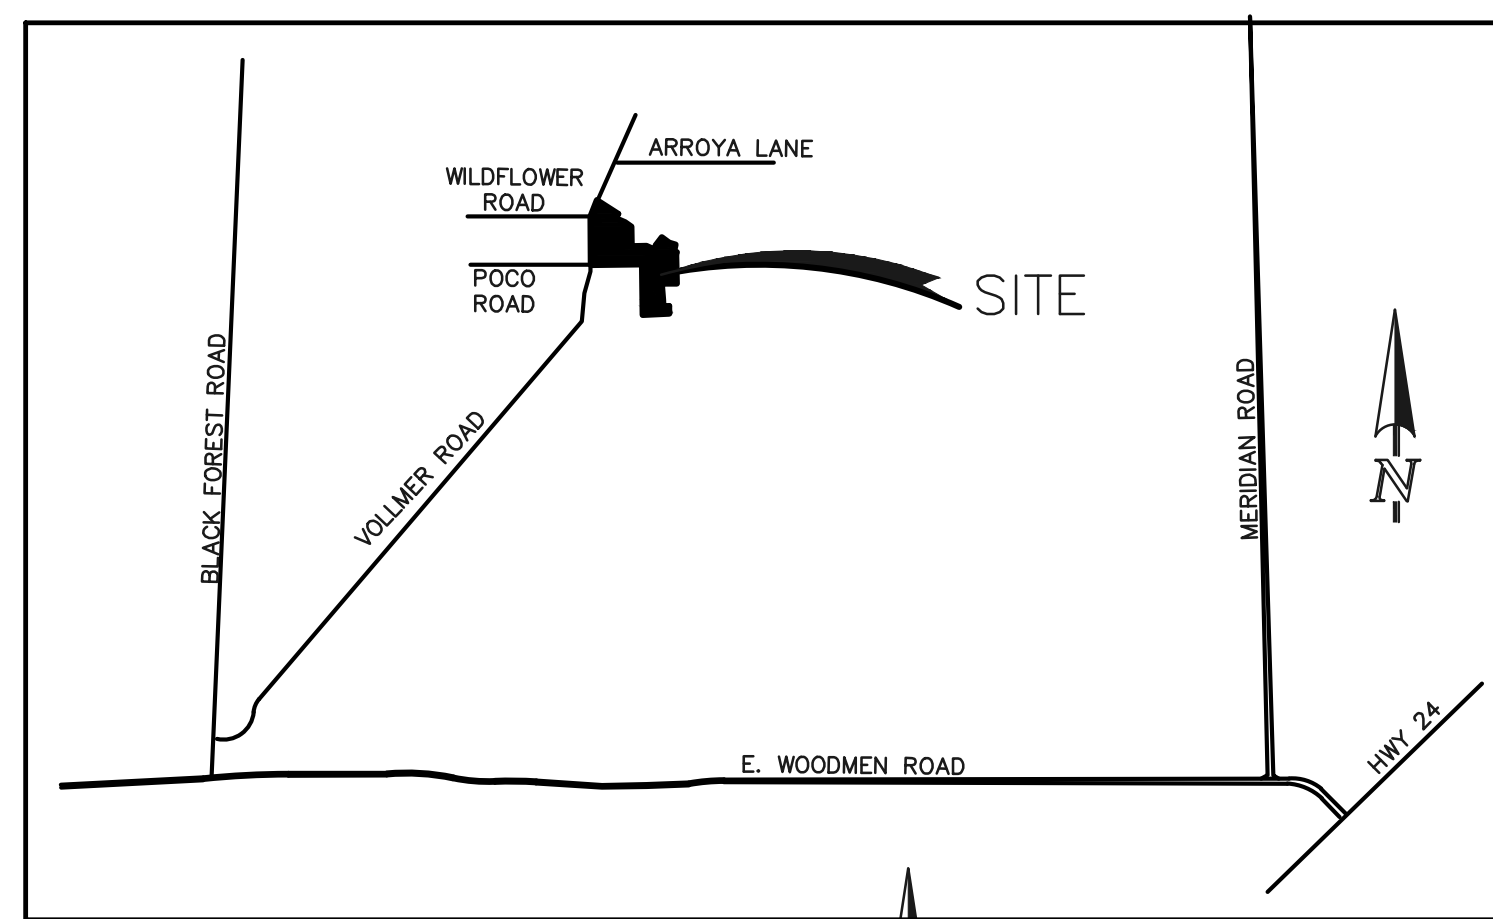 ARROYA LANE
WILDFLOWER
ROAD
POCO
ROAD
SITE
BLACK FOREST ROAD
VOLLMER ROAD
MERIDIAN ROAD
N
HWY 24
E. WOODMEN ROAD